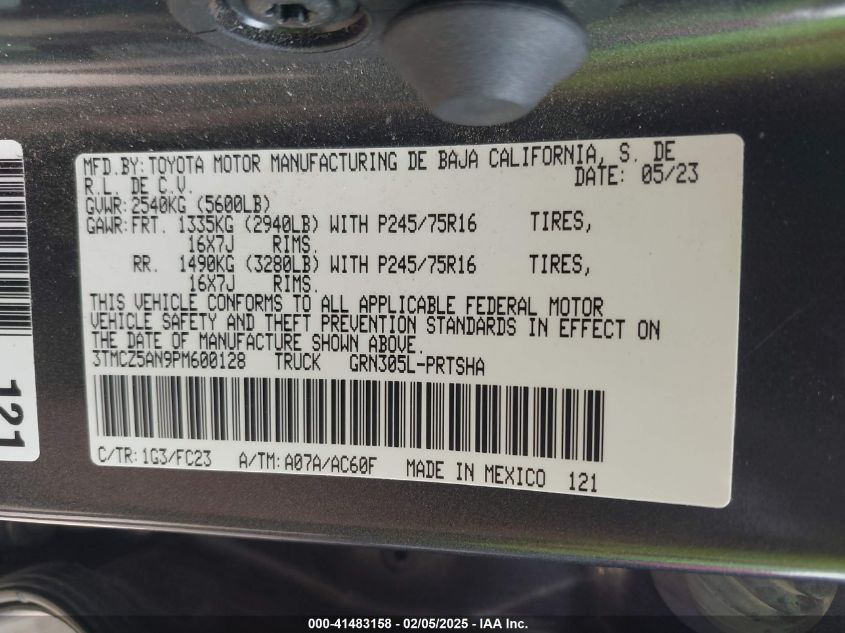 MFD.BY: TOYOTA MOTOR MANUFACTURING DE BAJA CALIFORNIA, S. DE
R.L. DE C.V. DATE: 05/23
GVWR: 2540KG (5600LB)
GAWR: FRT. 1335KG (2940LB) WITH P245/75R16 TIRES,
16X7J RIMS.
RR. 1490KG (3280LB) WITH P245/75R16 TIRES,
16X7J RIMS.
THIS VEHICLE CONFORMS TO ALL APPLICABLE FEDERAL MOTOR
VEHICLE SAFETY AND THEFT PREVENTION STANDARDS IN EFFECT ON
THE DATE OF MANUFACTURE SHOWN ABOVE.
3TMCZ5AN9PM600128 TRUCK GRN305L-PRTSHA
C/TR: 1G3/FC23 A/TM: A07A/AC60F MADE IN MEXICO 121
121
000-41483158 - 02/05/2025 - IAA Inc.